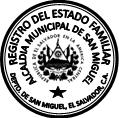 REGISTRO DEL ESTADO FAMILIAR
ALCALDIA MUNICIPAL DE SAN MIGUEL
DEPTO. DE SAN MIGUEL, EL SALVADOR, C.A.